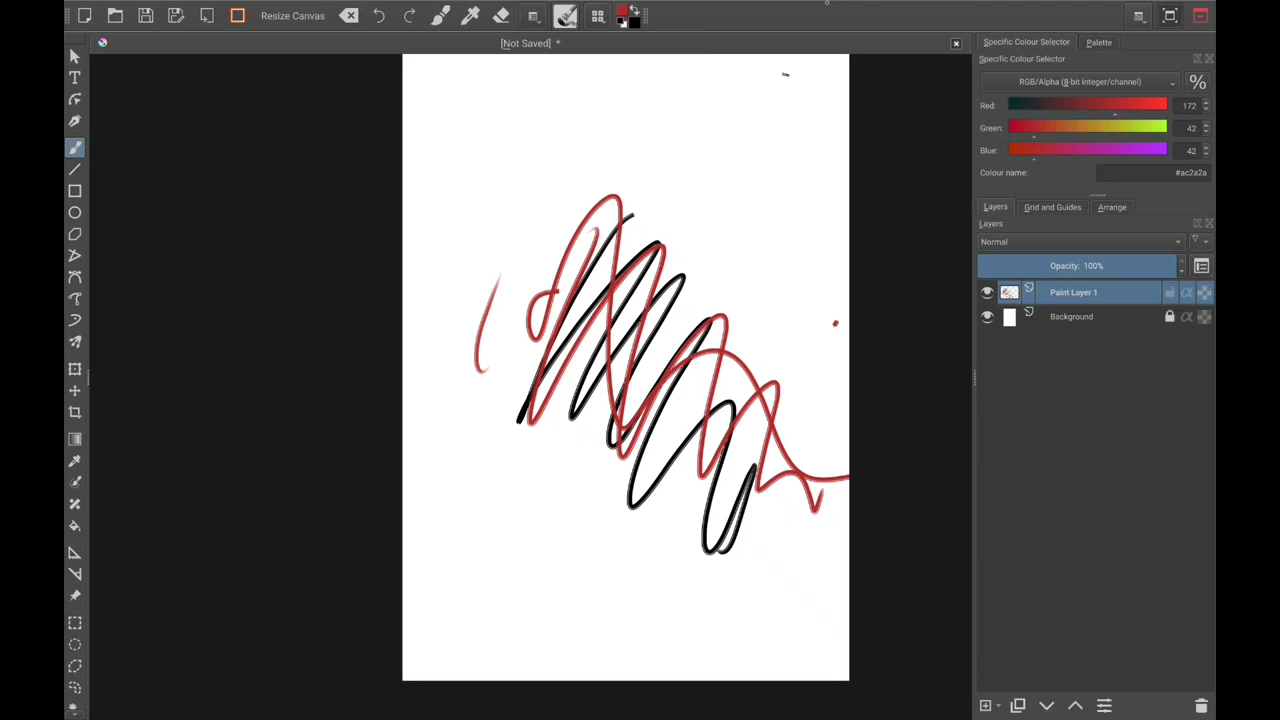 Resize Canvas
[Not Saved] *
Specific Colour Selector
Palette
Specific Colour Selector
RGB/Alpha (8-bit integer/channel)
%
Red:
172
Green:
42
Blue:
42
Colour name:
#ac2a2a
Layers
Grid and Guides
Arrange
Layers
Normal
Opacity: 100%
Paint Layer 1
Background